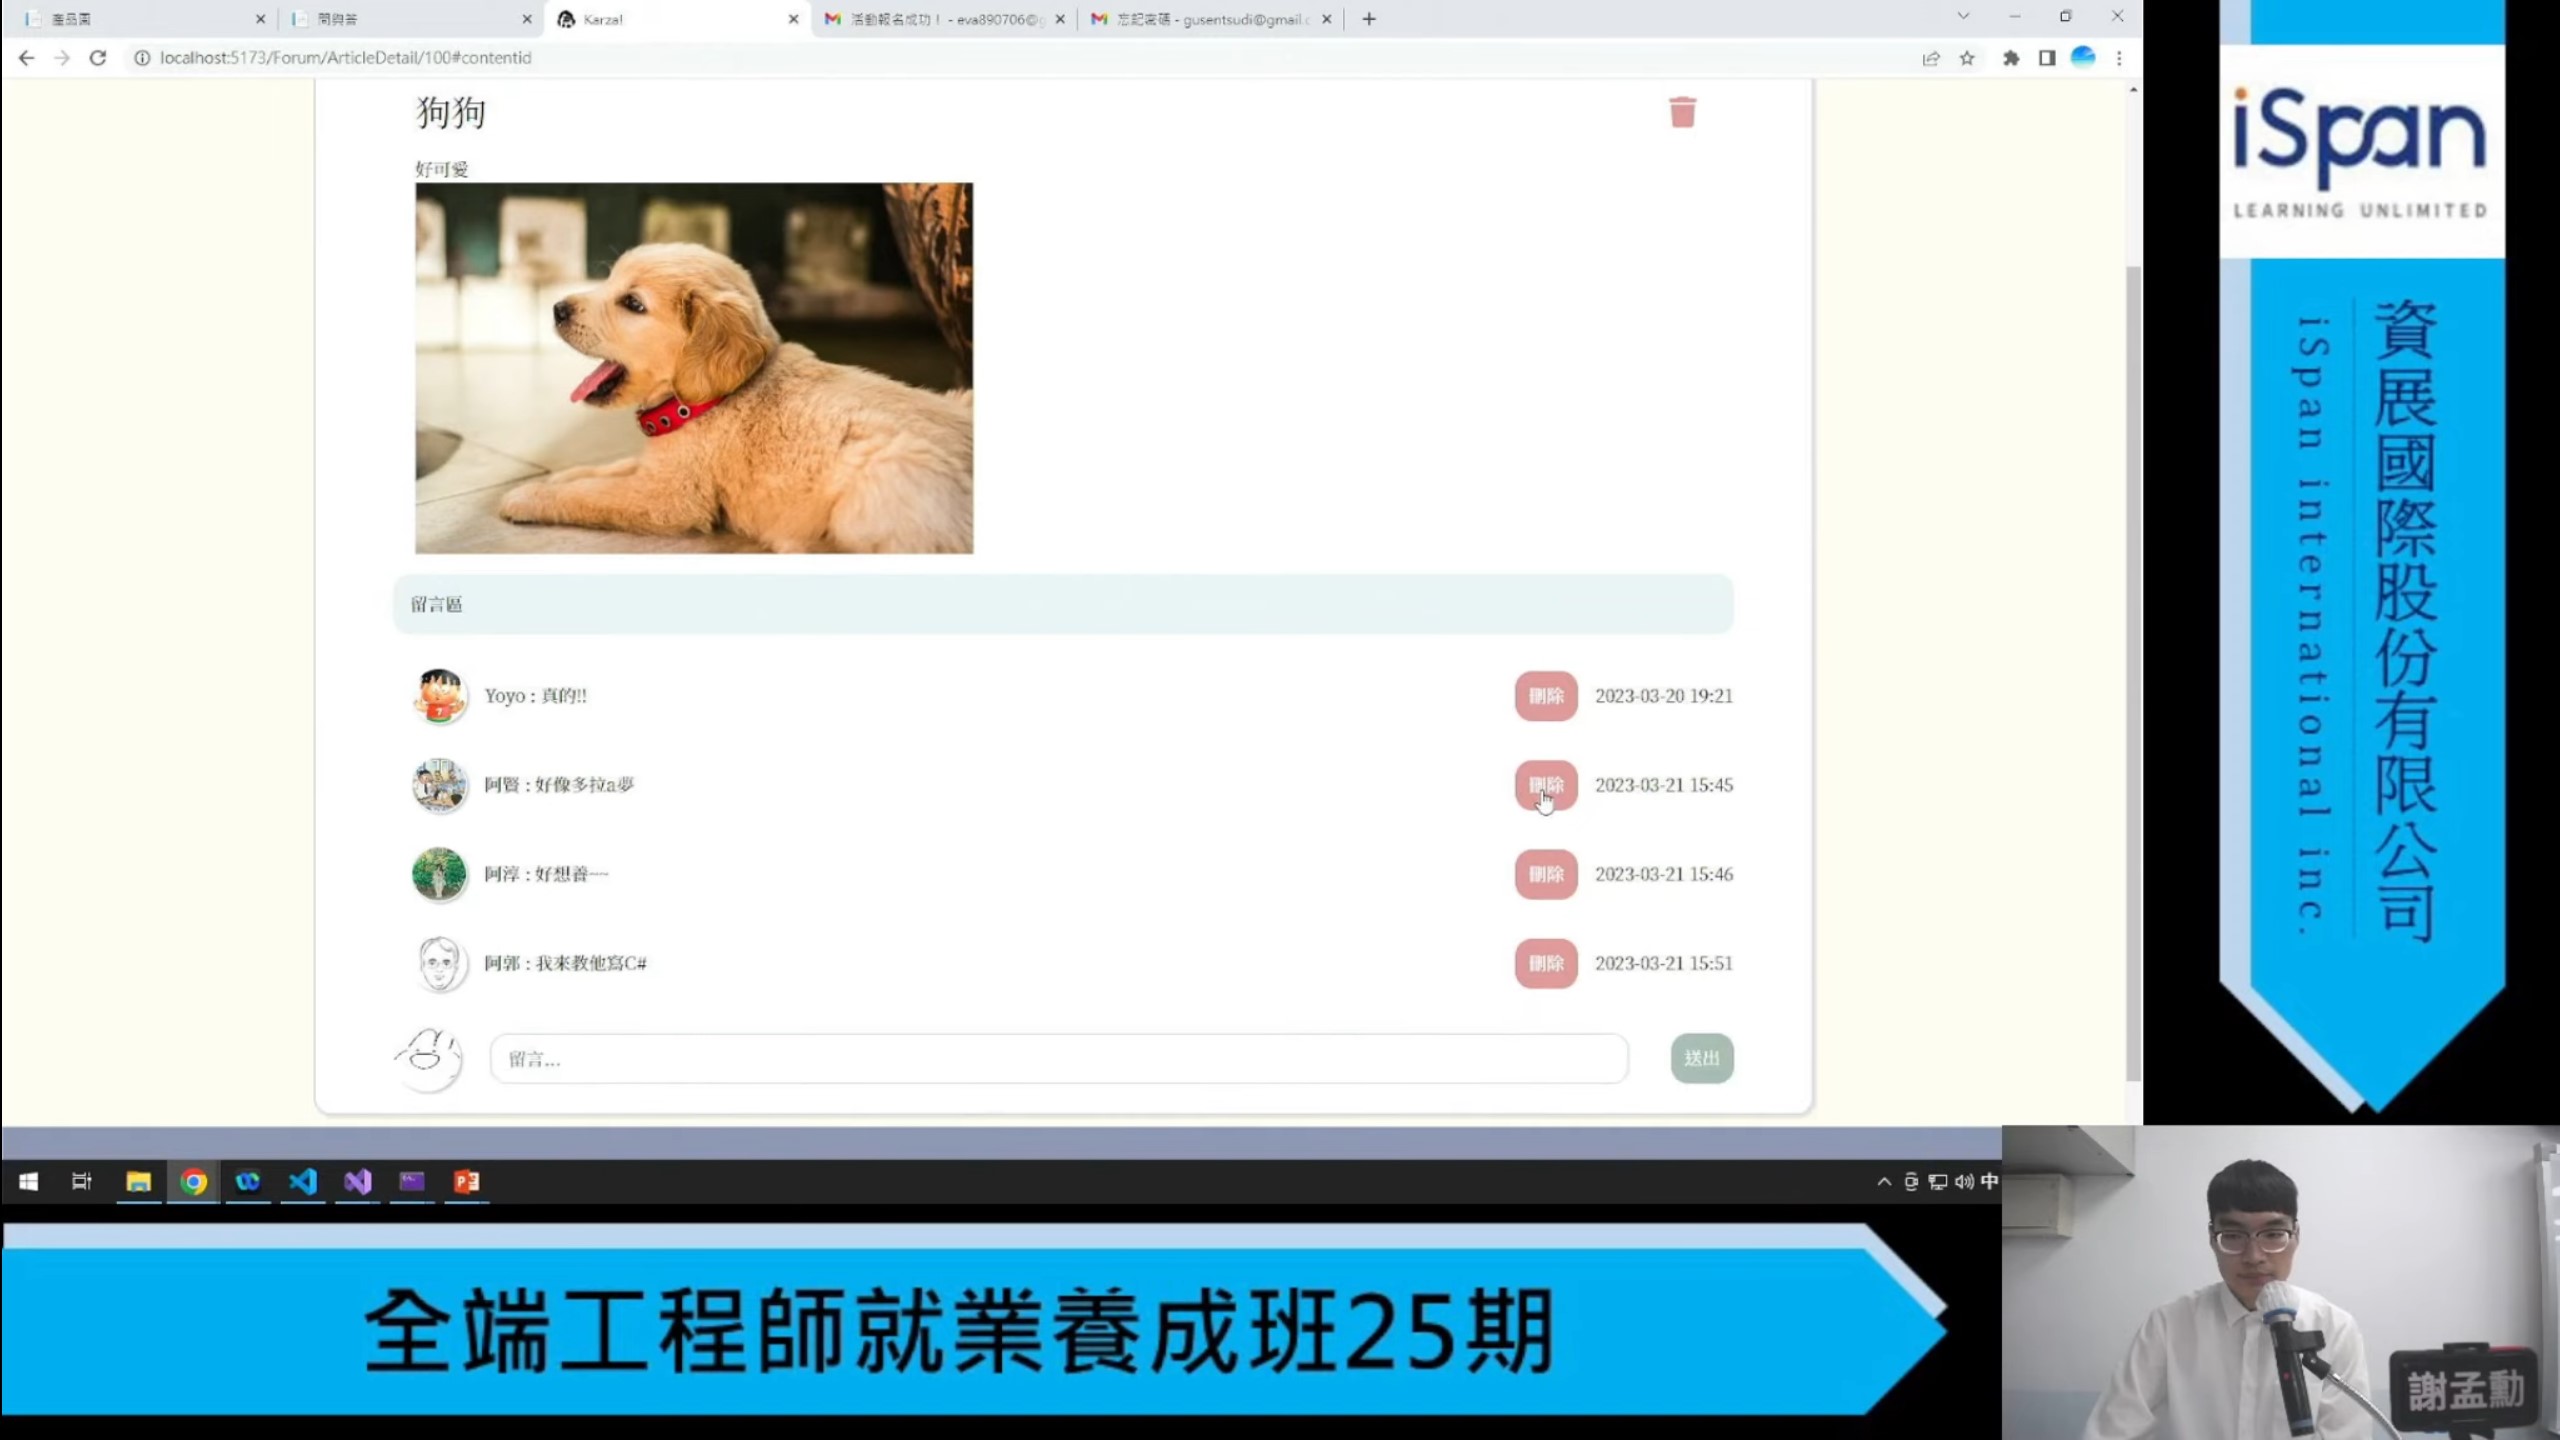 產品園
問與答
Karza!
活動報名成功！ - eva890706@g
忘記密碼 - gusentsudi@gmail.c
localhost:5173/Forum/ArticleDetail/100#contentid
狗狗
好可愛
留言區
Yoyo : 真的!!
刪除
2023-03-20 19:21
阿賢 : 好像多拉a夢
刪除
2023-03-21 15:45
阿淳 : 好想養~~
刪除
2023-03-21 15:46
阿郭 : 我來教他寫C#
刪除
2023-03-21 15:51
留言...
送出
中
全端工程師就業養成班25期
iSpan
LEARNING UNLIMITED
資展國際股份有限公司
iSpan international inc.
謝孟勳